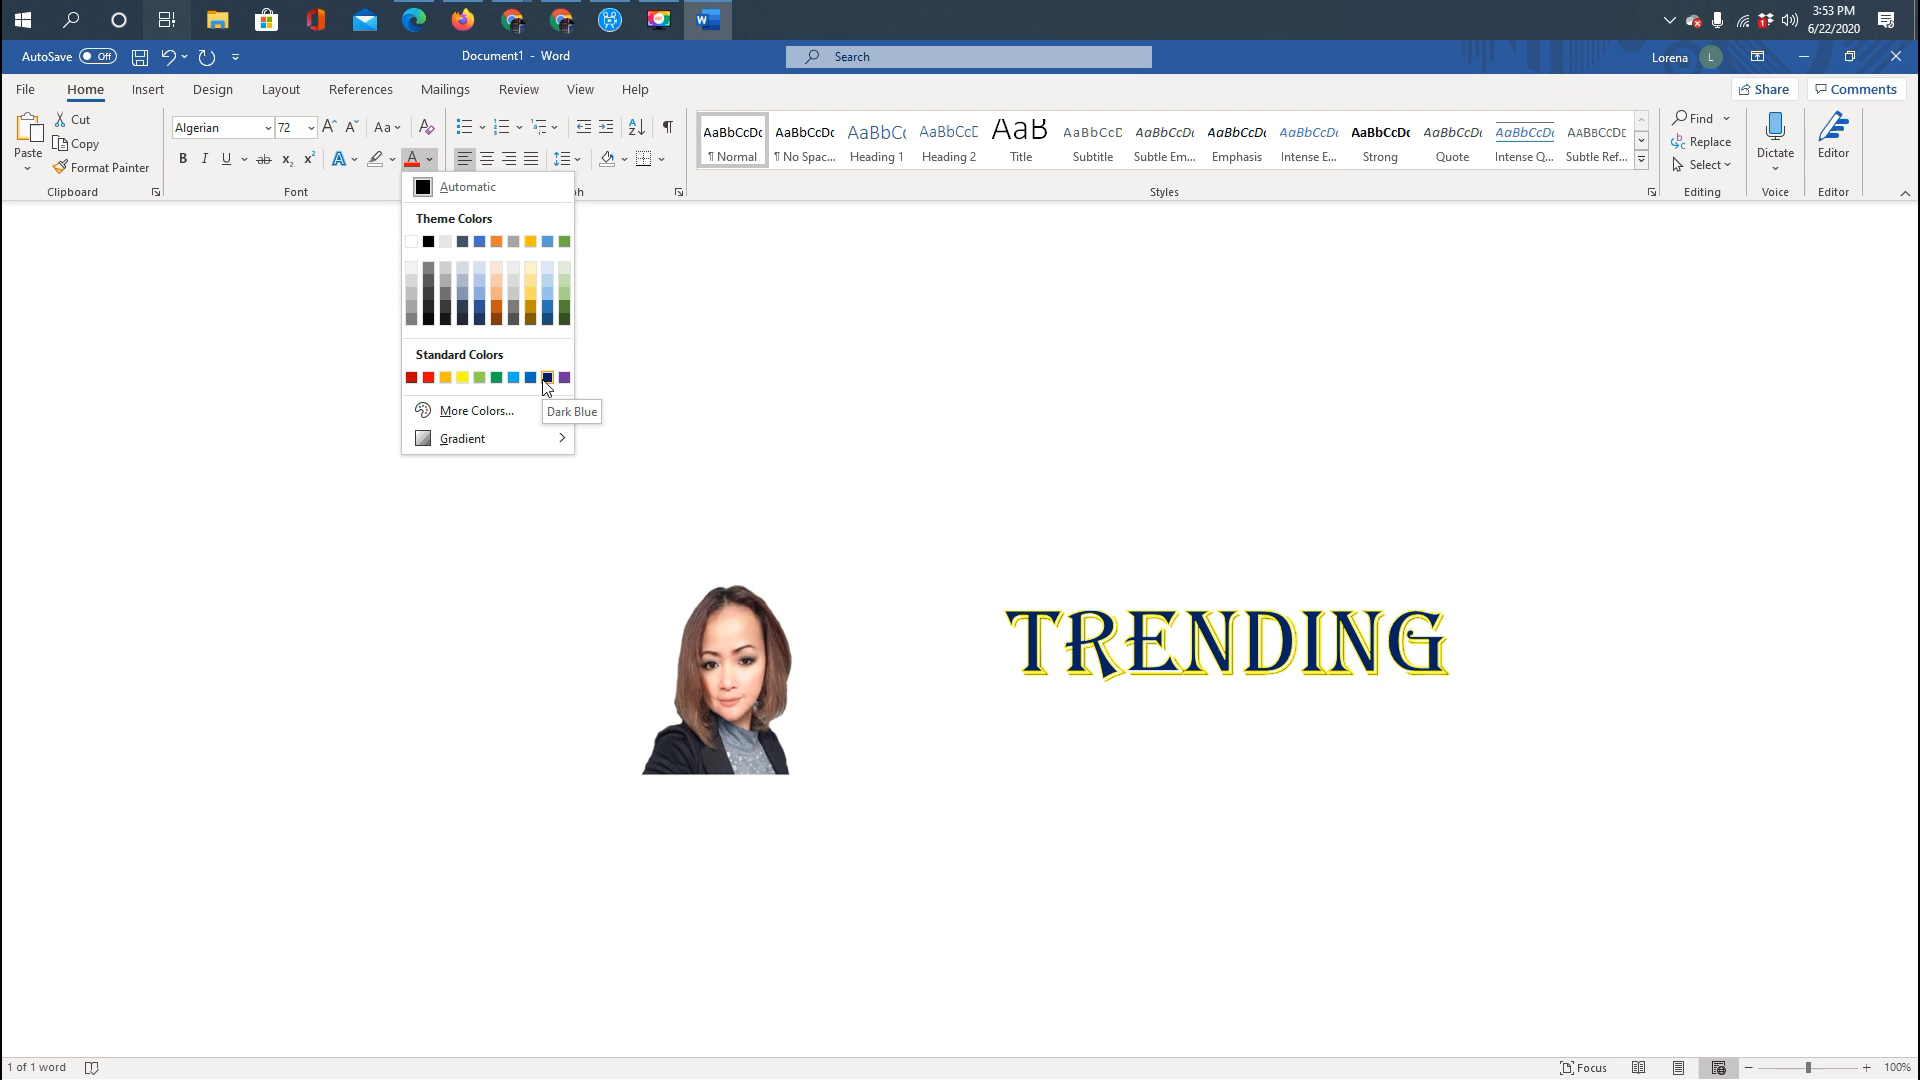 3:53 PM
6/22/2020
AutoSave Off
Document1 - Word
Search
Lorena L
File Home Insert Design Layout References Mailings Review View Help
Share Comments
Paste
Cut
Copy
Format Painter
Clipboard
Algerian 72
Font
Automatic
Theme Colors
Standard Colors
Dark Blue
More Colors...
Gradient
ph
AaBbCcDc AaBbCcDc AaBbCc AaBbCcD AaB AaBbCcD AaBbCcDc AaBbCcDc AaBbCcDc AaBbCcDc AaBbCcDc AaBbCcDc AABBCCDD
¶ Normal ¶ No Spac... Heading 1 Heading 2 Title Subtitle Subtle Em... Emphasis Intense E... Strong Quote Intense Q... Subtle Ref...
Styles
Find
Replace
Select
Editing
Dictate
Voice
Editor
Editor
TRENDING
1 of 1 word
Focus
100%